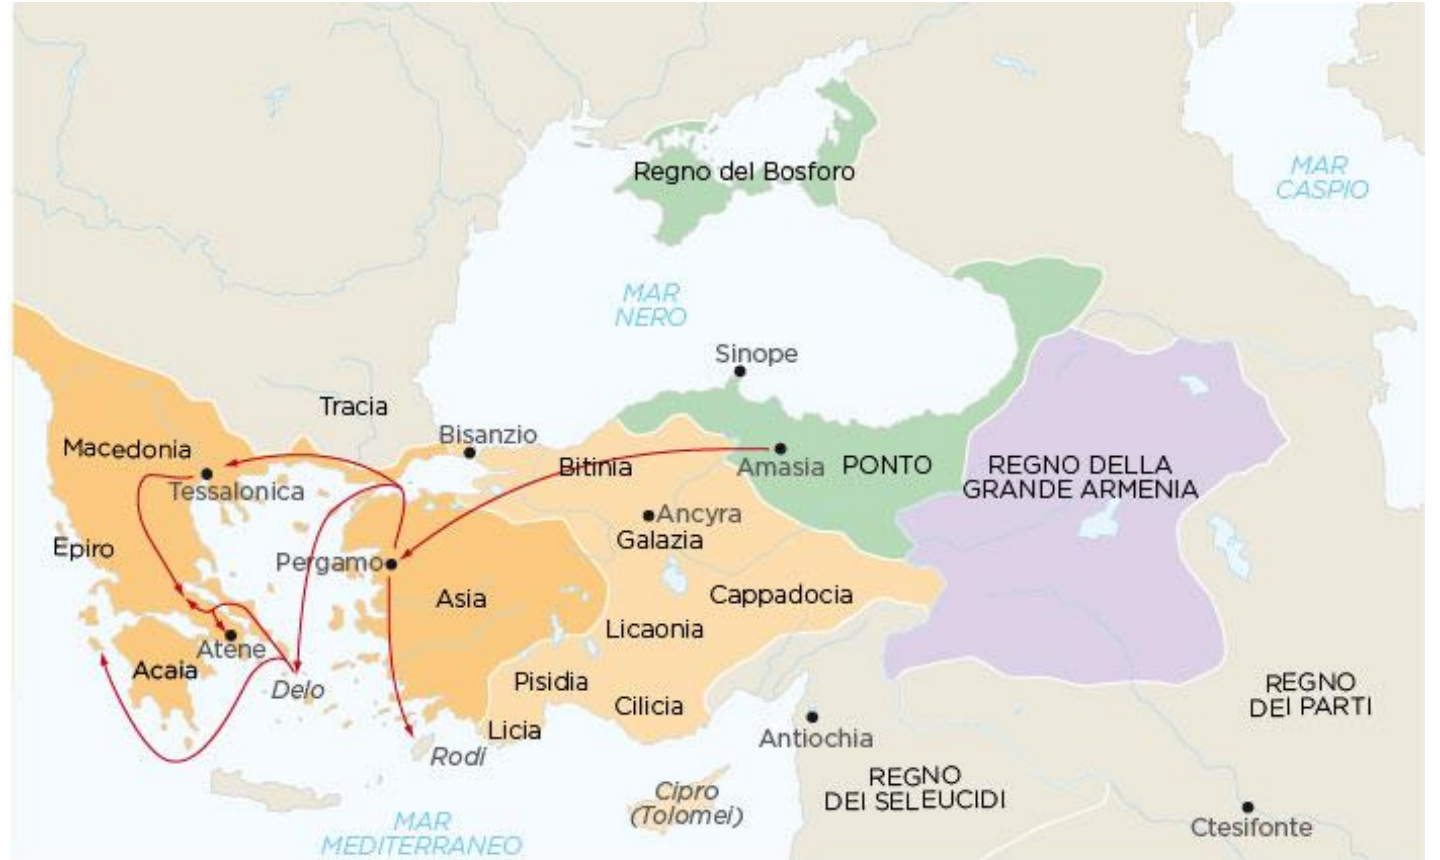 Regno del Bosforo
MAR
CASPIO
MAR
NERO
Sinope
Tracia
Bisanzio
Macedonia
Tessalonica
Bitinia
Amasia
PONTO
REGNO DELLA
GRANDE ARMENIA
Ancyra
Galazia
Epiro
Pergamo
Asia
Cappadocia
Licaonia
Atene
Acaia
Delo
Pisidia
Cilicia
Licia
Rodi
Antiochia
REGNO
DEI PARTI
REGNO
DEI SELEUCIDI
Cipro
(Tolomei)
MAR
MEDITERRANEO
Ctesifonte